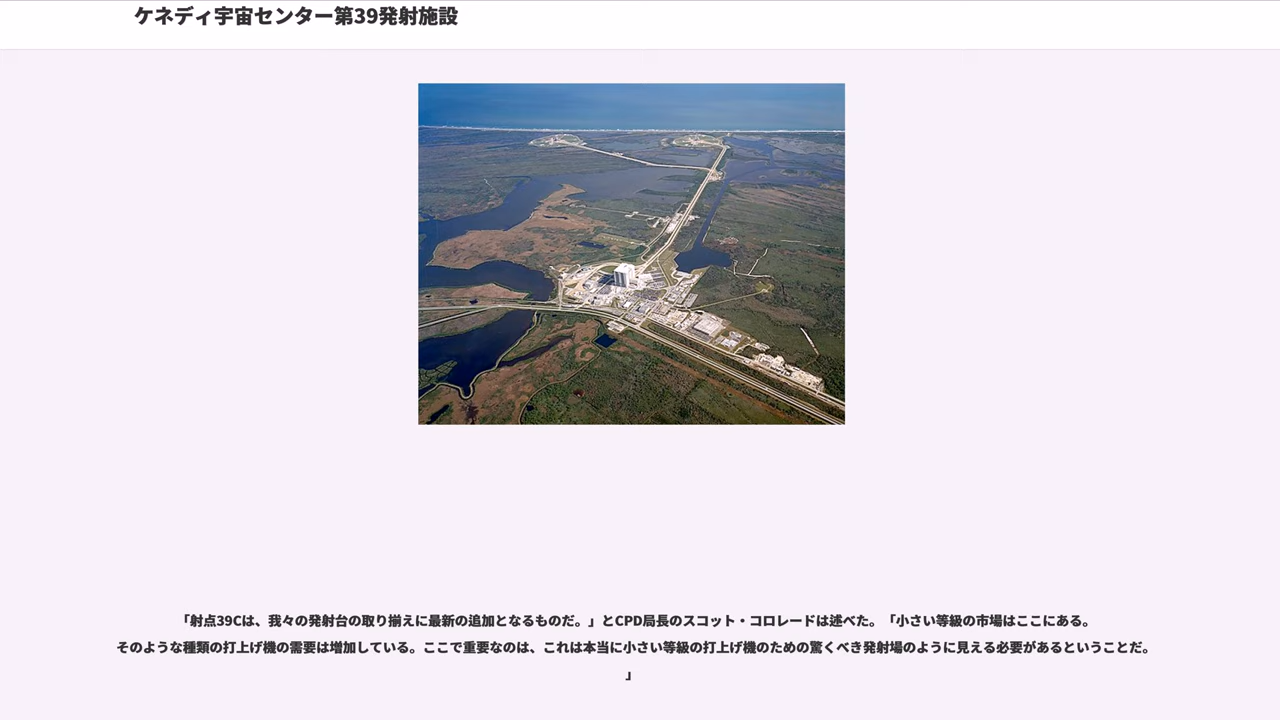 ケネディ宇宙センター第39発射施設
「射点39Cは、我々の発射台の取り揃えに最新の追加となるものだ。」とCPD局長のスコット・コロレードは述べた。「小さい等級の市場はここにある。
そのような種類の打上げ機の需要は増加している。ここで重要なのは、これは本当に小さい等級の打上げ機のための驚くべき発射場のように見える必要があるということだ。
」